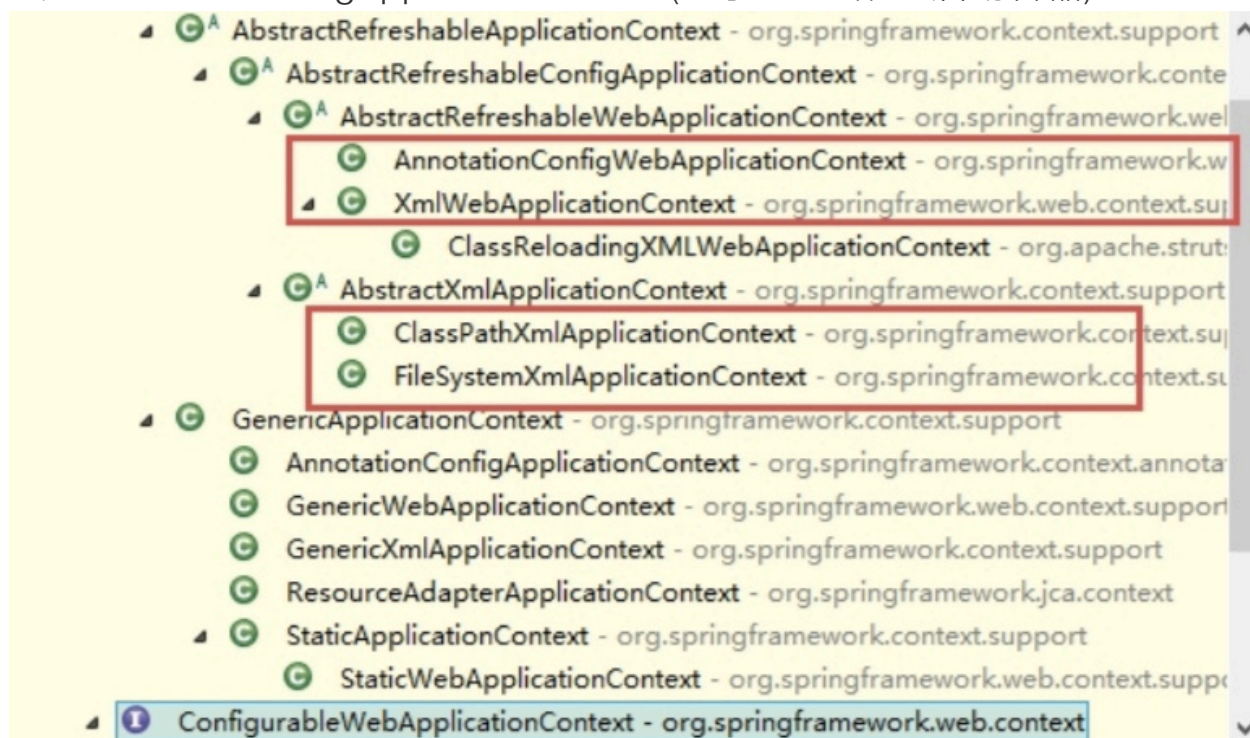 AbstractRefreshableApplicationContext - org.springframework.context.support
AbstractRefreshableConfigApplicationContext - org.springframework.conte
AbstractRefreshableWebApplicationContext - org.springframework.wel
AnnotationConfigWebApplicationContext - org.springframework.w
XmlWebApplicationContext - org.springframework.web.context.sup
ClassReloadingXMLWebApplicationContext - org.apache.struts
AbstractXmlApplicationContext - org.springframework.context.support
ClassPathXmlApplicationContext - org.springframework.context.sup
FileSystemXmlApplicationContext - org.springframework.context.su
GenericApplicationContext - org.springframework.context.support
AnnotationConfigApplicationContext - org.springframework.context.annota
GenericWebApplicationContext - org.springframework.web.context.support
GenericXmlApplicationContext - org.springframework.context.support
ResourceAdapterApplicationContext - org.springframework.jca.context
StaticApplicationContext - org.springframework.context.support
StaticWebApplicationContext - org.springframework.web.context.suppo
ConfigurableWebApplicationContext - org.springframework.web.context